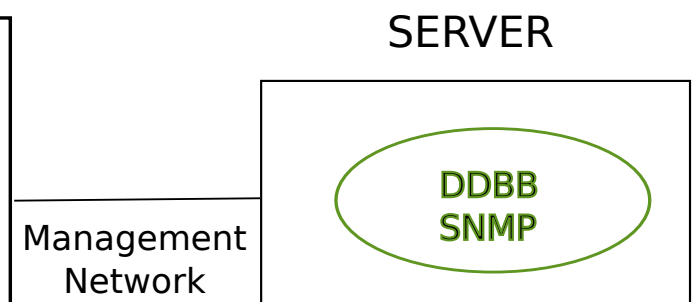 SERVER
DDBB
SNMP
Management
Network